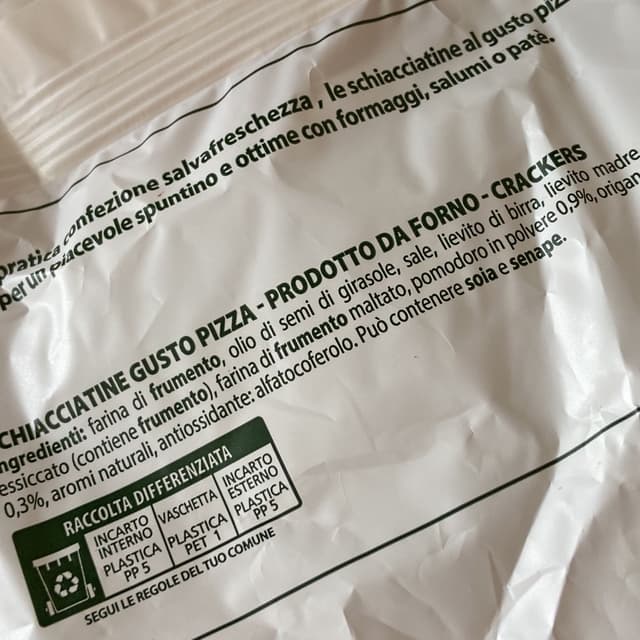 pratica confezione salvafreschezza, le schiacciatine al gusto
per un piacevole spuntino e ottime con formaggi, salumi o patè.
CHIACCIATINE GUSTO PIZZA - PRODOTTO DA FORNO - CRACKERS
ngredienti: farina di frumento, olio di semi di girasole, sale, lievito di birra, lievito madre
essiccato (contiene frumento), farina di frumento maltato, pomodoro in polvere 0,9%, origan
0,3%, aromi naturali, antiossidante: alfatocoferolo. Può contenere soia e senape.
RACCOLTA DIFFERENZIATA
INCARTO INTERNO PLASTICA PP 5
VASCHETTA PLASTICA PET 1
INCARTO ESTERNO PLASTICA PP 5
SEGUI LE REGOLE DEL TUO COMUNE